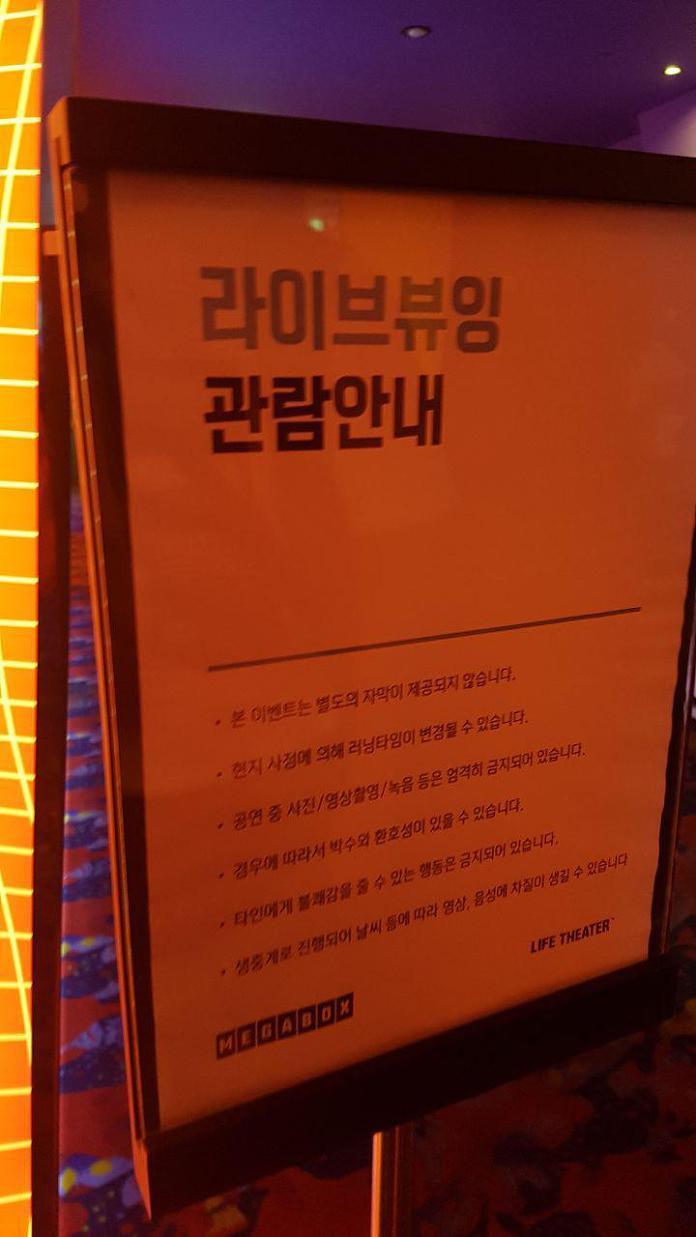 라이브뷰잉
관람안내
• 본 이벤트는 별도의 자막이 제공되지 않습니다.
• 현지 사정에 의해 러닝타임이 변경될 수 있습니다.
• 공연 중 사진/영상촬영/녹음 등은 엄격히 금지되어 있습니다.
• 경우에 따라서 박수와 환호성이 있을 수 있습니다.
• 타인에게 불쾌감을 줄 수 있는 행동은 금지되어 있습니다.
• 생중계로 진행되어 날씨 등에 따라 영상, 음성에 차질이 생길 수 있습니다
LIFE THEATER
MEGABOX